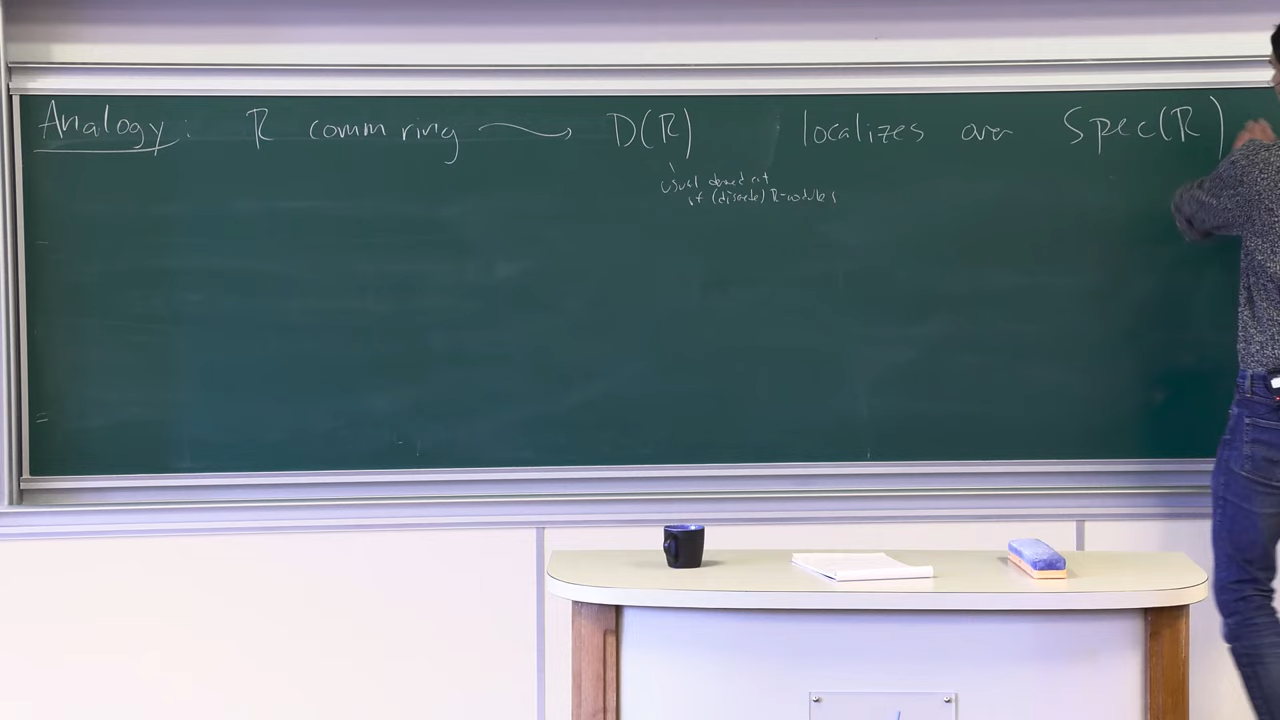 Analogy: R comm ring ⟿ D(R) localizes over Spec(R)
usual derived cat
of (discrete) R-modules